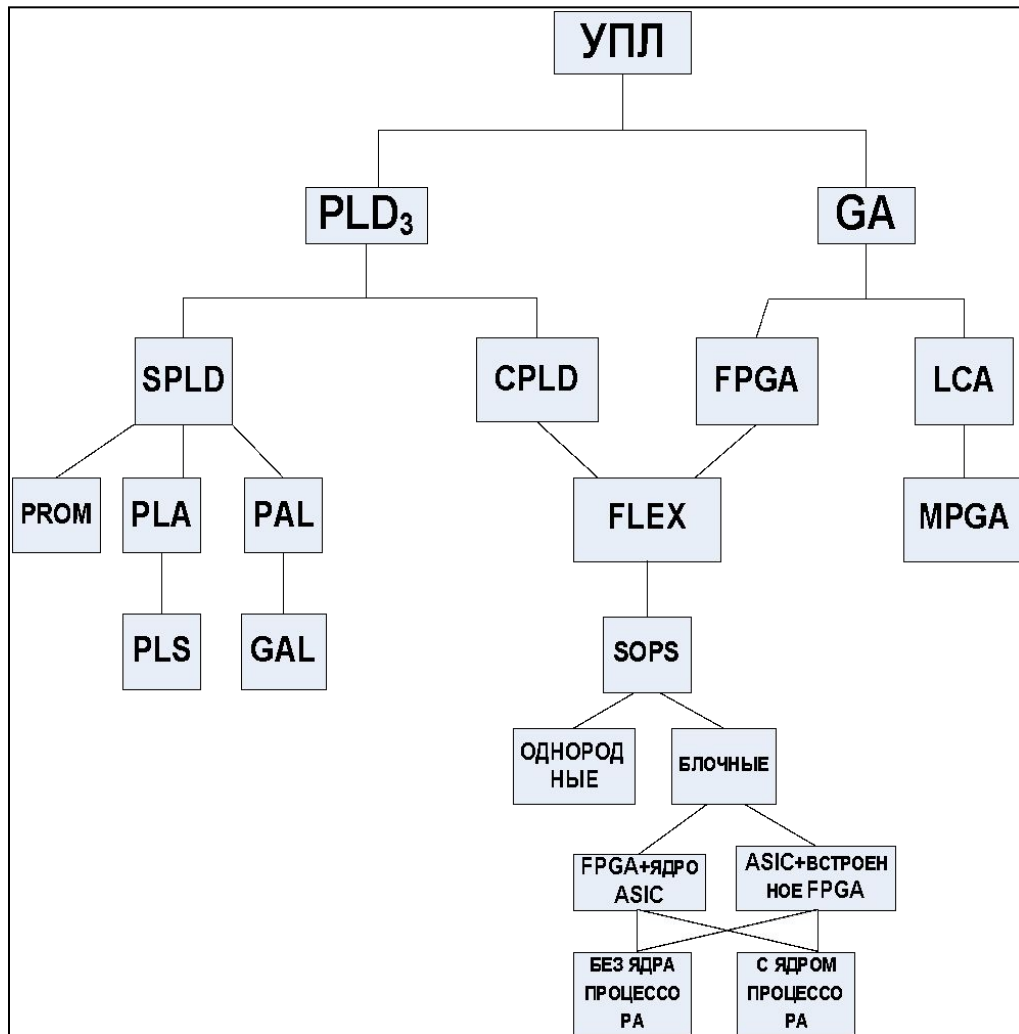 УПЛ
PLD₃
GA
SPLD
CPLD
FPGA
LCA
PROM
PLA
PAL
FLEX
MPGA
PLS
GAL
SOPS
ОДНОРОД
НЫЕ
БЛОЧНЫЕ
FPGA+ЯДРО
ASIC
ASIC+ВСТРОЕН
НОЕ FPGA
БЕЗ ЯДРА
ПРОЦЕССО
РА
С ЯДРОМ
ПРОЦЕССО
РА